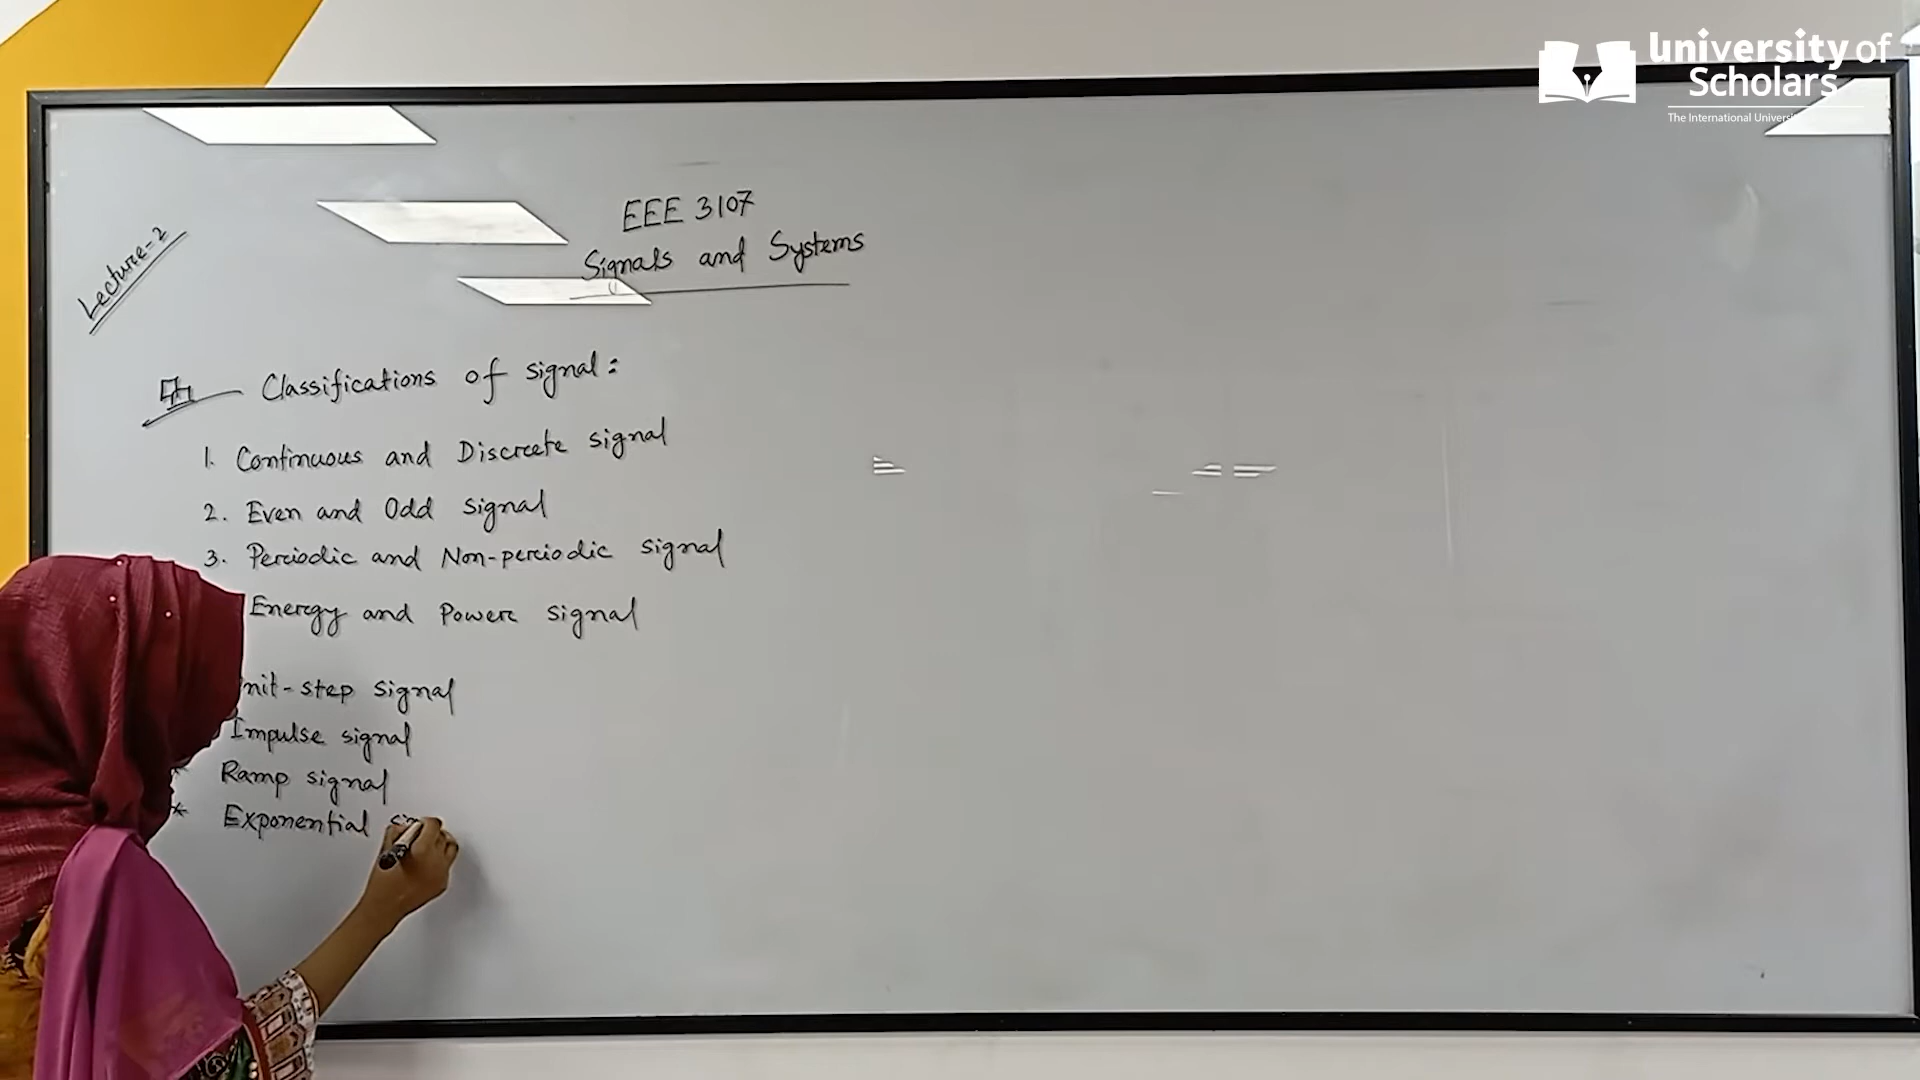 University of
Scholars
The International
Lecture-2
EEE 3107
Signals and Systems
Classifications of signal:
1. Continuous and Discrete signal
2. Even and Odd signal
3. Periodic and Non-periodic signal
Energy and Power signal
nit-step signal
Impulse signal
* Ramp signal
* Exponential